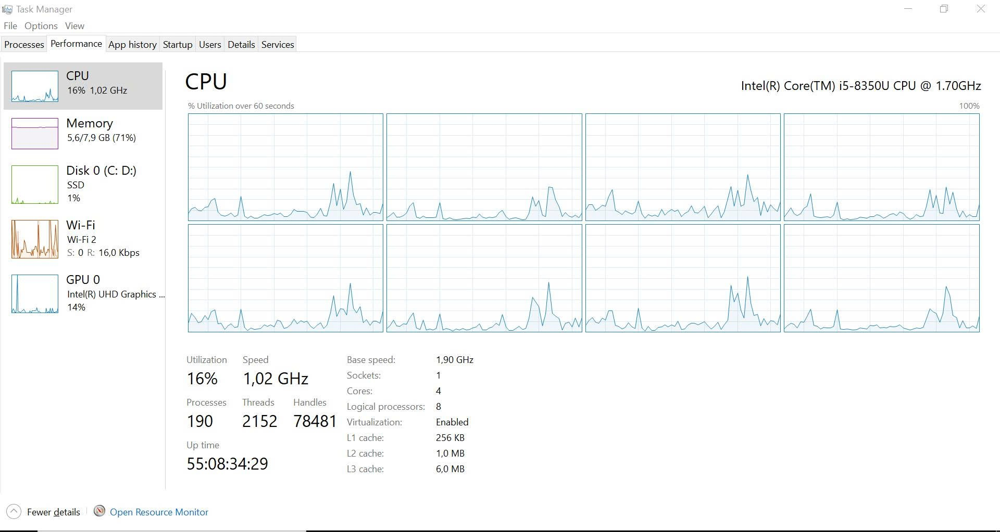 Task Manager
File Options View
Processes Performance App history Startup Users Details Services
CPU
16% 1,02 GHz
Memory
5,6/7,9 GB (71%)
Disk 0 (C: D:)
SSD
1%
Wi-Fi
Wi-Fi 2
S: 0 R: 16,0 Kbps
GPU 0
Intel(R) UHD Graphics ...
14%
CPU
Intel(R) Core(TM) i5-8350U CPU @ 1.70GHz
% Utilization over 60 seconds 100%
Utilization Speed
16% 1,02 GHz
Processes Threads Handles
190 2152 78481
Up time
55:08:34:29
Base speed: 1,90 GHz
Sockets: 1
Cores: 4
Logical processors: 8
Virtualization: Enabled
L1 cache: 256 KB
L2 cache: 1,0 MB
L3 cache: 6,0 MB
Fewer details Open Resource Monitor